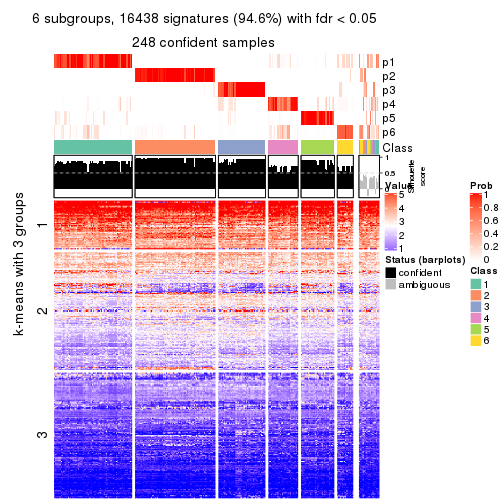 6 subgroups, 16438 signatures (94.6%) with fdr < 0.05
248 confident samples
p1
p2
p3
p4
p5
p6
Class
1
0.5
0
Silhouette
score
k-means with 3 groups
1
2
3
Value
5
4
3
2
1
Status (barplots)
confident
ambiguous
Prob
1
0.8
0.6
0.4
0.2
0
Class
1
2
3
4
5
6